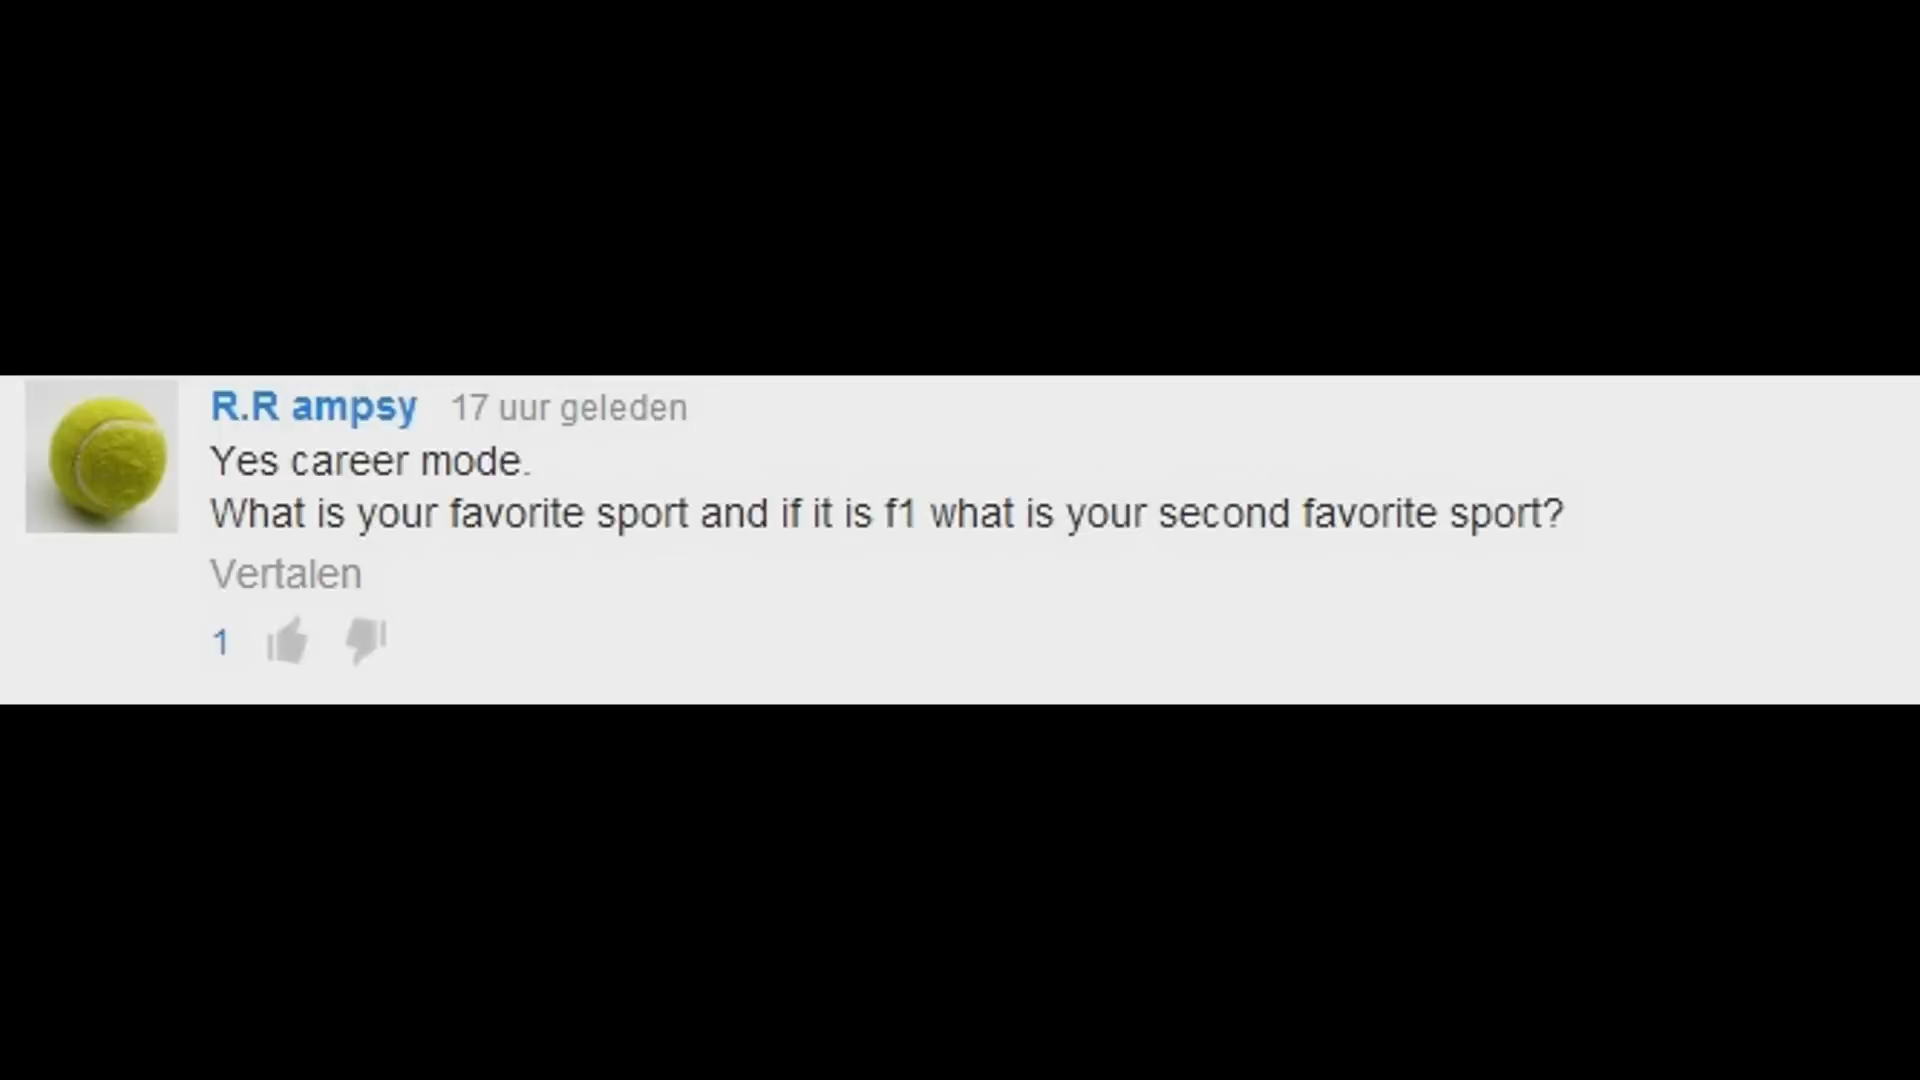 R.R ampsy 17 uur geleden
Yes career mode.
What is your favorite sport and if it is f1 what is your second favorite sport?
Vertalen
1